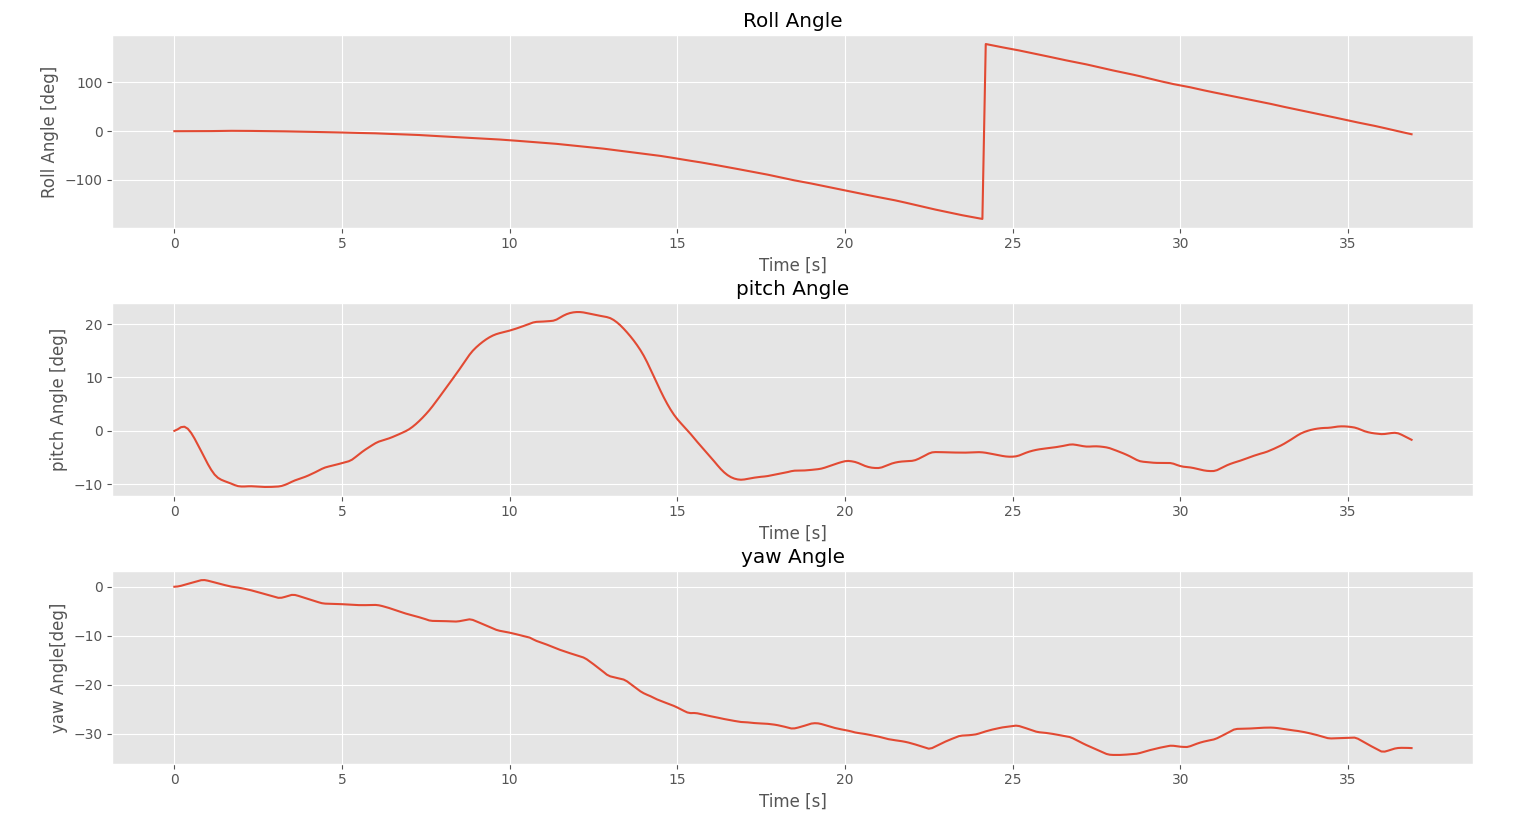 Roll Angle
Roll Angle [deg]
100
0
−100
0 5 10 15 20 25 30 35
Time [s]
pitch Angle
pitch Angle [deg]
20
10
0
−10
0 5 10 15 20 25 30 35
Time [s]
yaw Angle
yaw Angle[deg]
0
−10
−20
−30
0 5 10 15 20 25 30 35
Time [s]